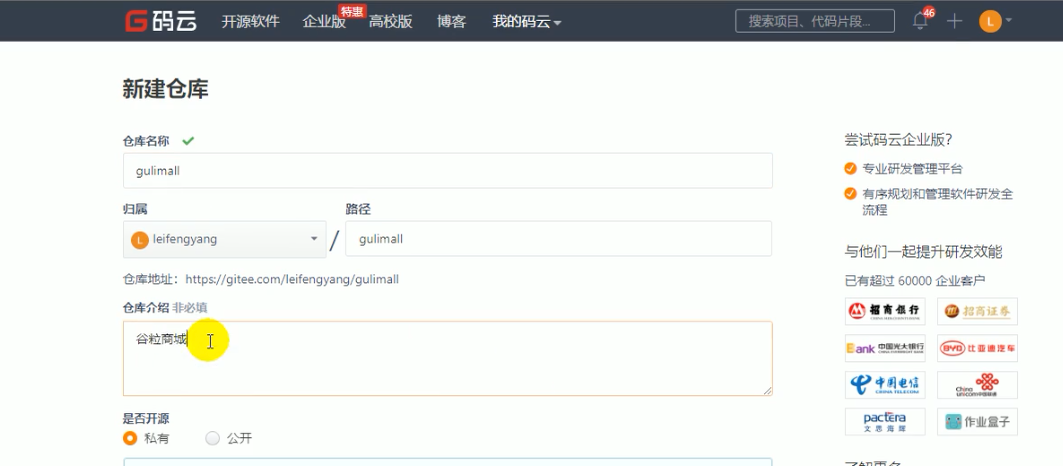 G码云 开源软件 企业版 特惠 高校版 博客 我的码云 搜索项目、代码片段... 46 L
新建仓库
仓库名称
gulimall
归属 路径
L leifengyang / gulimall
仓库地址：https://gitee.com/leifengyang/gulimall
仓库介绍 非必填
谷粒商城
是否开源
私有 公开
尝试码云企业版？
专业研发管理平台
有序规划和管理软件研发全
流程
与他们一起提升研发效能
已有超过 60000 企业客户
招商银行 招商证券
Bank 中国光大银行 BYD 比亚迪汽车
中国电信 CHINA TELECOM China unicom中国联通
pactera 文思海辉 作业盒子